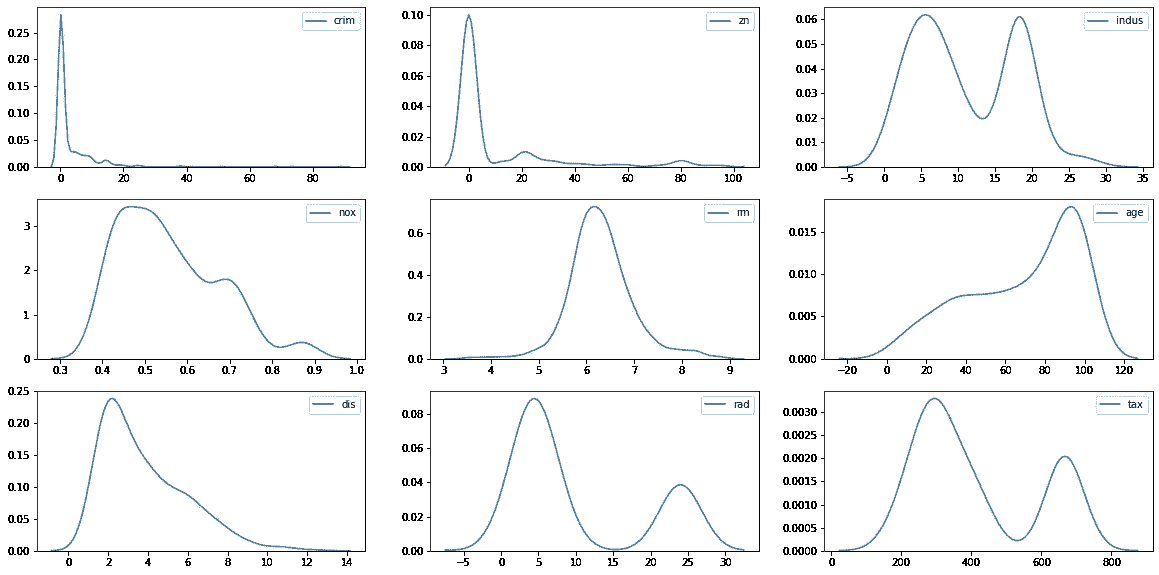 crim
0.25
0.20
0.15
0.10
0.05
0.00
0 20 40 60 80
zn
0.10
0.08
0.06
0.04
0.02
0.00
0 20 40 60 80 100
indus
0.06
0.05
0.04
0.03
0.02
0.01
0.00
−5 0 5 10 15 20 25 30 35
nox
3
2
1
0
0.3 0.4 0.5 0.6 0.7 0.8 0.9 1.0
rm
0.6
0.4
0.2
0.0
3 4 5 6 7 8 9
age
0.015
0.010
0.005
0.000
−20 0 20 40 60 80 100 120
dis
0.25
0.20
0.15
0.10
0.05
0.00
0 2 4 6 8 10 12 14
rad
0.08
0.06
0.04
0.02
0.00
−5 0 5 10 15 20 25 30
tax
0.0030
0.0025
0.0020
0.0015
0.0010
0.0005
0.0000
0 200 400 600 800